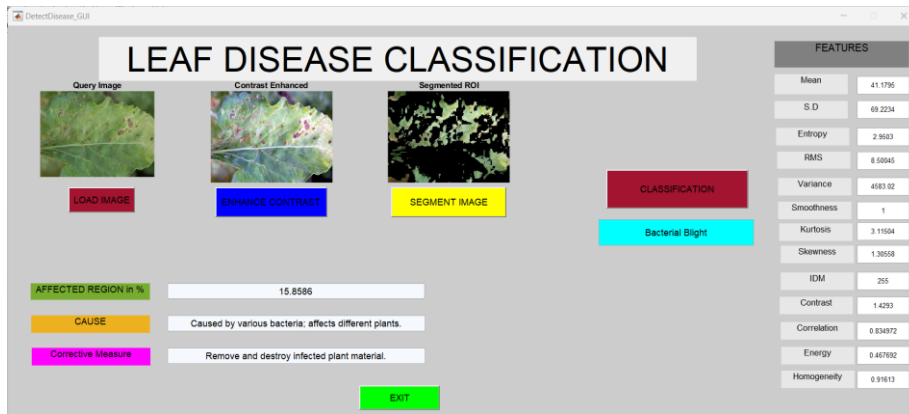 DetectDisease_GUI
LEAF DISEASE CLASSIFICATION
Query Image
Contrast Enhanced
Segmented ROI
LOAD IMAGE
ENHANCE CONTRAST
SEGMENT IMAGE
CLASSIFICATION
Bacterial Blight
AFFECTED REGION in % 15.8586
CAUSE Caused by various bacteria; affects different plants.
Corrective Measure Remove and destroy infected plant material.
EXIT
FEATURES
Mean 41.1795
S.D 69.2234
Entropy 2.9503
RMS 8.50045
Variance 4583.02
Smoothness 1
Kurtosis 3.11504
Skewness 1.30558
IDM 255
Contrast 1.4293
Correlation 0.834972
Energy 0.467692
Homogeneity 0.91613